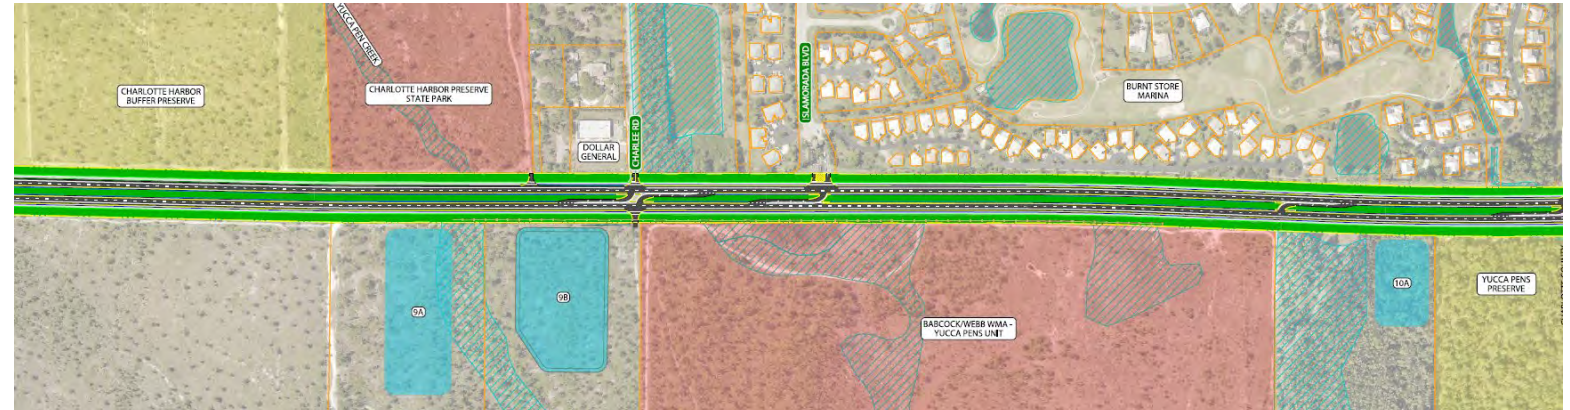 YUCCA PEN CREEK
CHARLOTTE HARBOR
BUFFER PRESERVE
CHARLOTTE HARBOR PRESERVE
STATE PARK
DOLLAR
GENERAL
CHARLEE RD
ISLAMORADA BLVD
BURNT STORE
MARINA
9A
9B
BABCOCK/WEBB WMA -
YUCCA PENS UNIT
10A
YUCCA PENS
PRESERVE